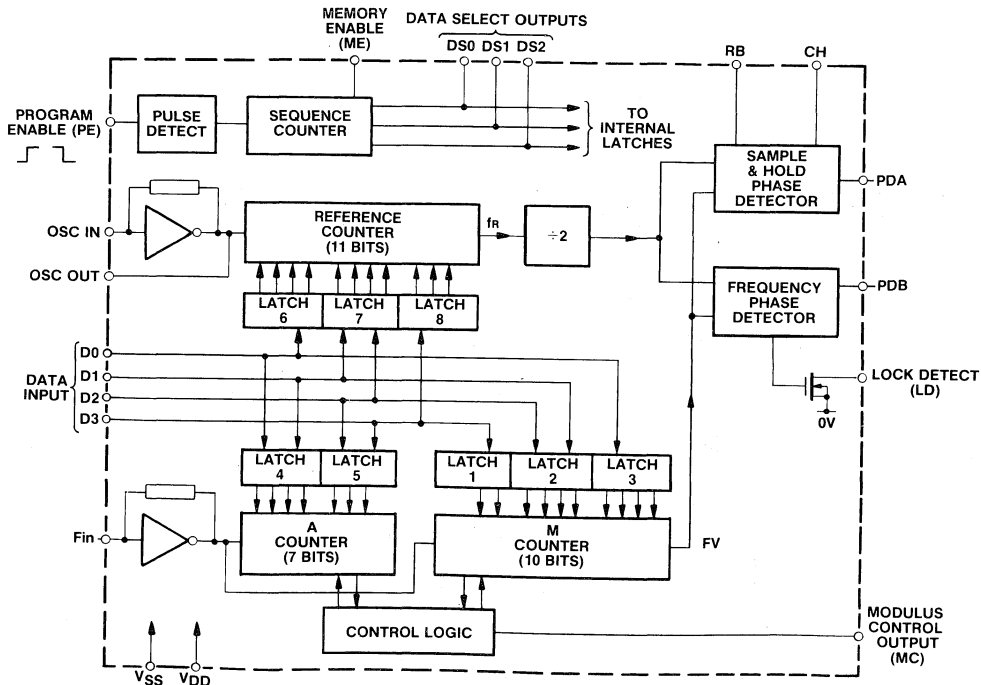 MEMORY
ENABLE
(ME)
DATA SELECT OUTPUTS
DS0 DS1 DS2
RB
CH
PROGRAM
ENABLE (PE)
PULSE
DETECT
SEQUENCE
COUNTER
TO
INTERNAL
LATCHES
SAMPLE
& HOLD
PHASE
DETECTOR
PDA
OSC IN
OSC OUT
REFERENCE
COUNTER
(11 BITS)
fR
÷2
FREQUENCY
PHASE
DETECTOR
PDB
LATCH
6
LATCH
7
LATCH
8
DATA
INPUT
D0
D1
D2
D3
LOCK DETECT
(LD)
0V
LATCH
4
LATCH
5
LATCH
1
LATCH
2
LATCH
3
Fin
A
COUNTER
(7 BITS)
M
COUNTER
(10 BITS)
FV
CONTROL LOGIC
MODULUS
CONTROL
OUTPUT
(MC)
VSS
VDD